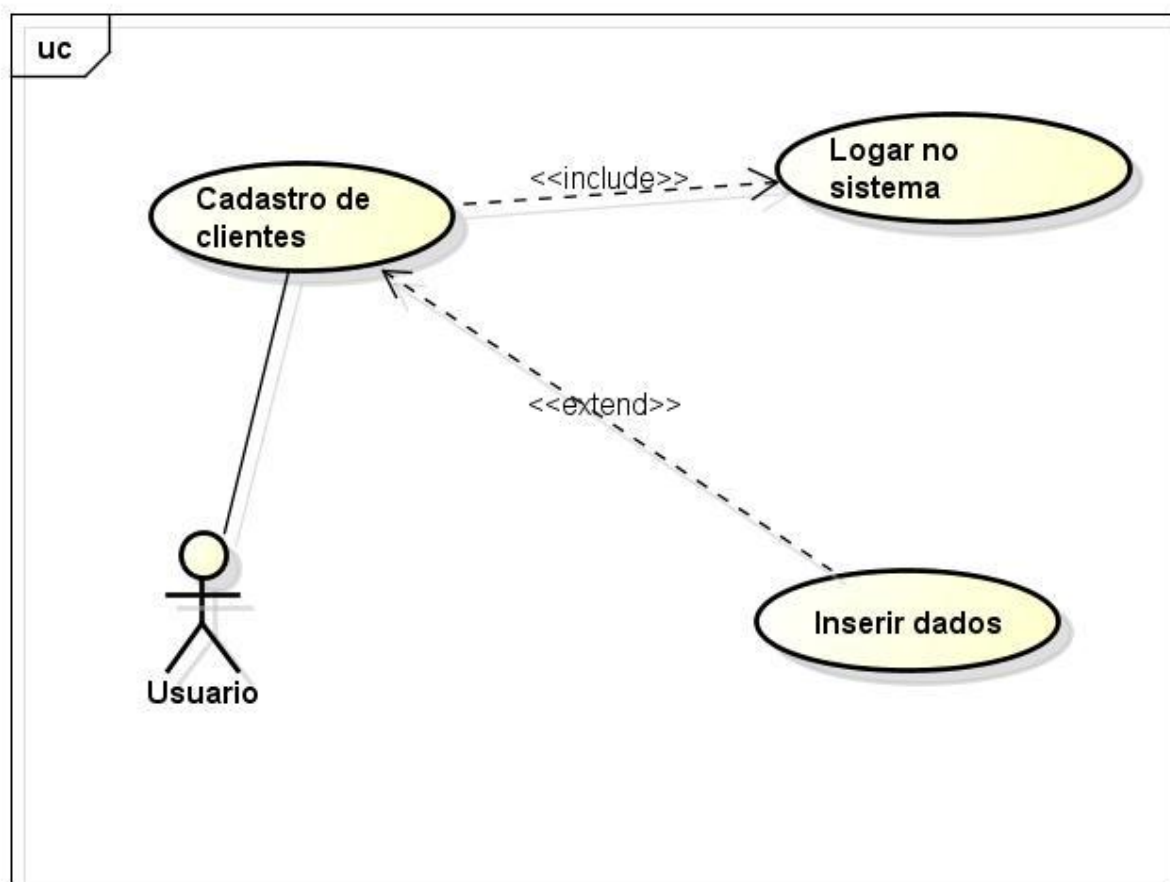 uc
Cadastro de
clientes
<<include>>
Logar no
sistema
<<extend>>
Inserir dados
Usuario